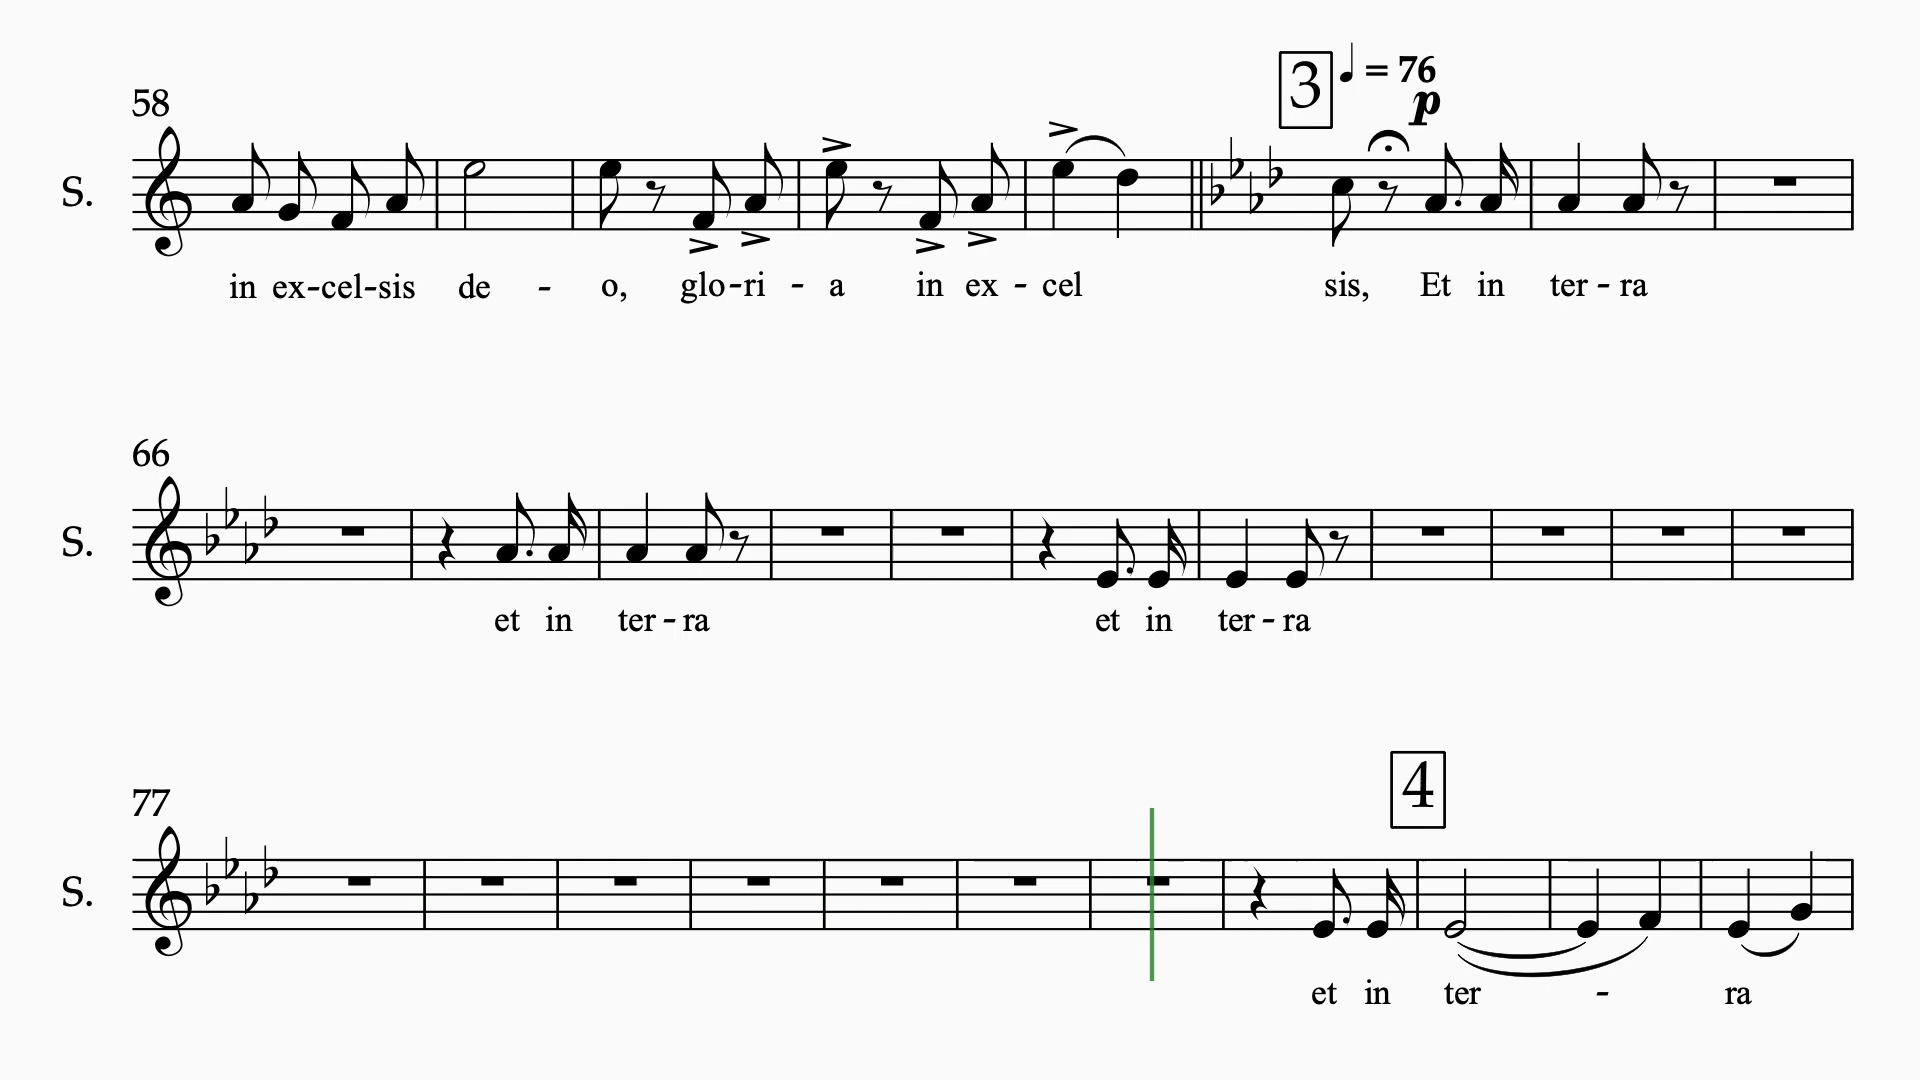 3 ♩ = 76
58 p
S.
in ex-cel-sis de - o, glo-ri - a in ex - cel sis, Et in ter - ra
66
S.
et in ter - ra et in ter - ra
4
77
S.
et in ter - ra